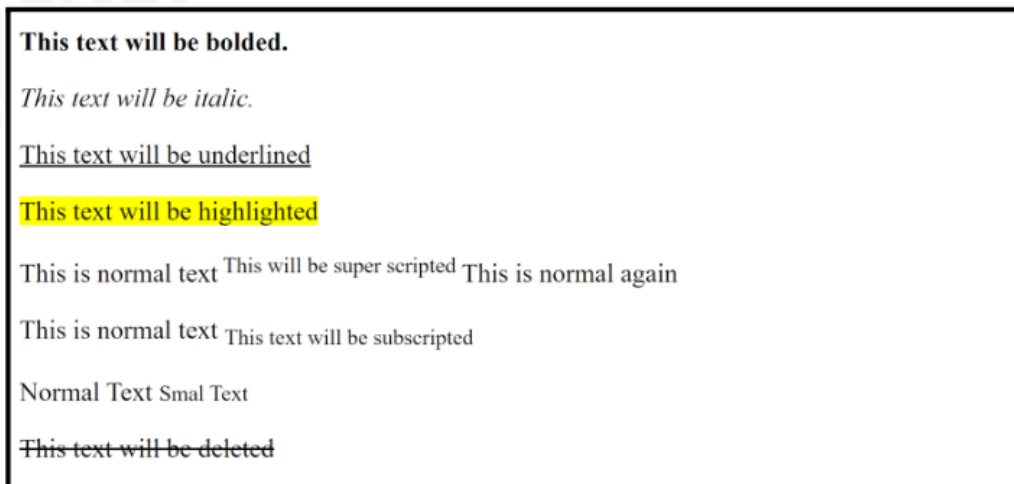 This text will be bolded.
This text will be italic.
This text will be underlined
This text will be highlighted
This is normal text This will be super scripted This is normal again
This is normal text This text will be subscripted
Normal Text Smal Text
This text will be deleted